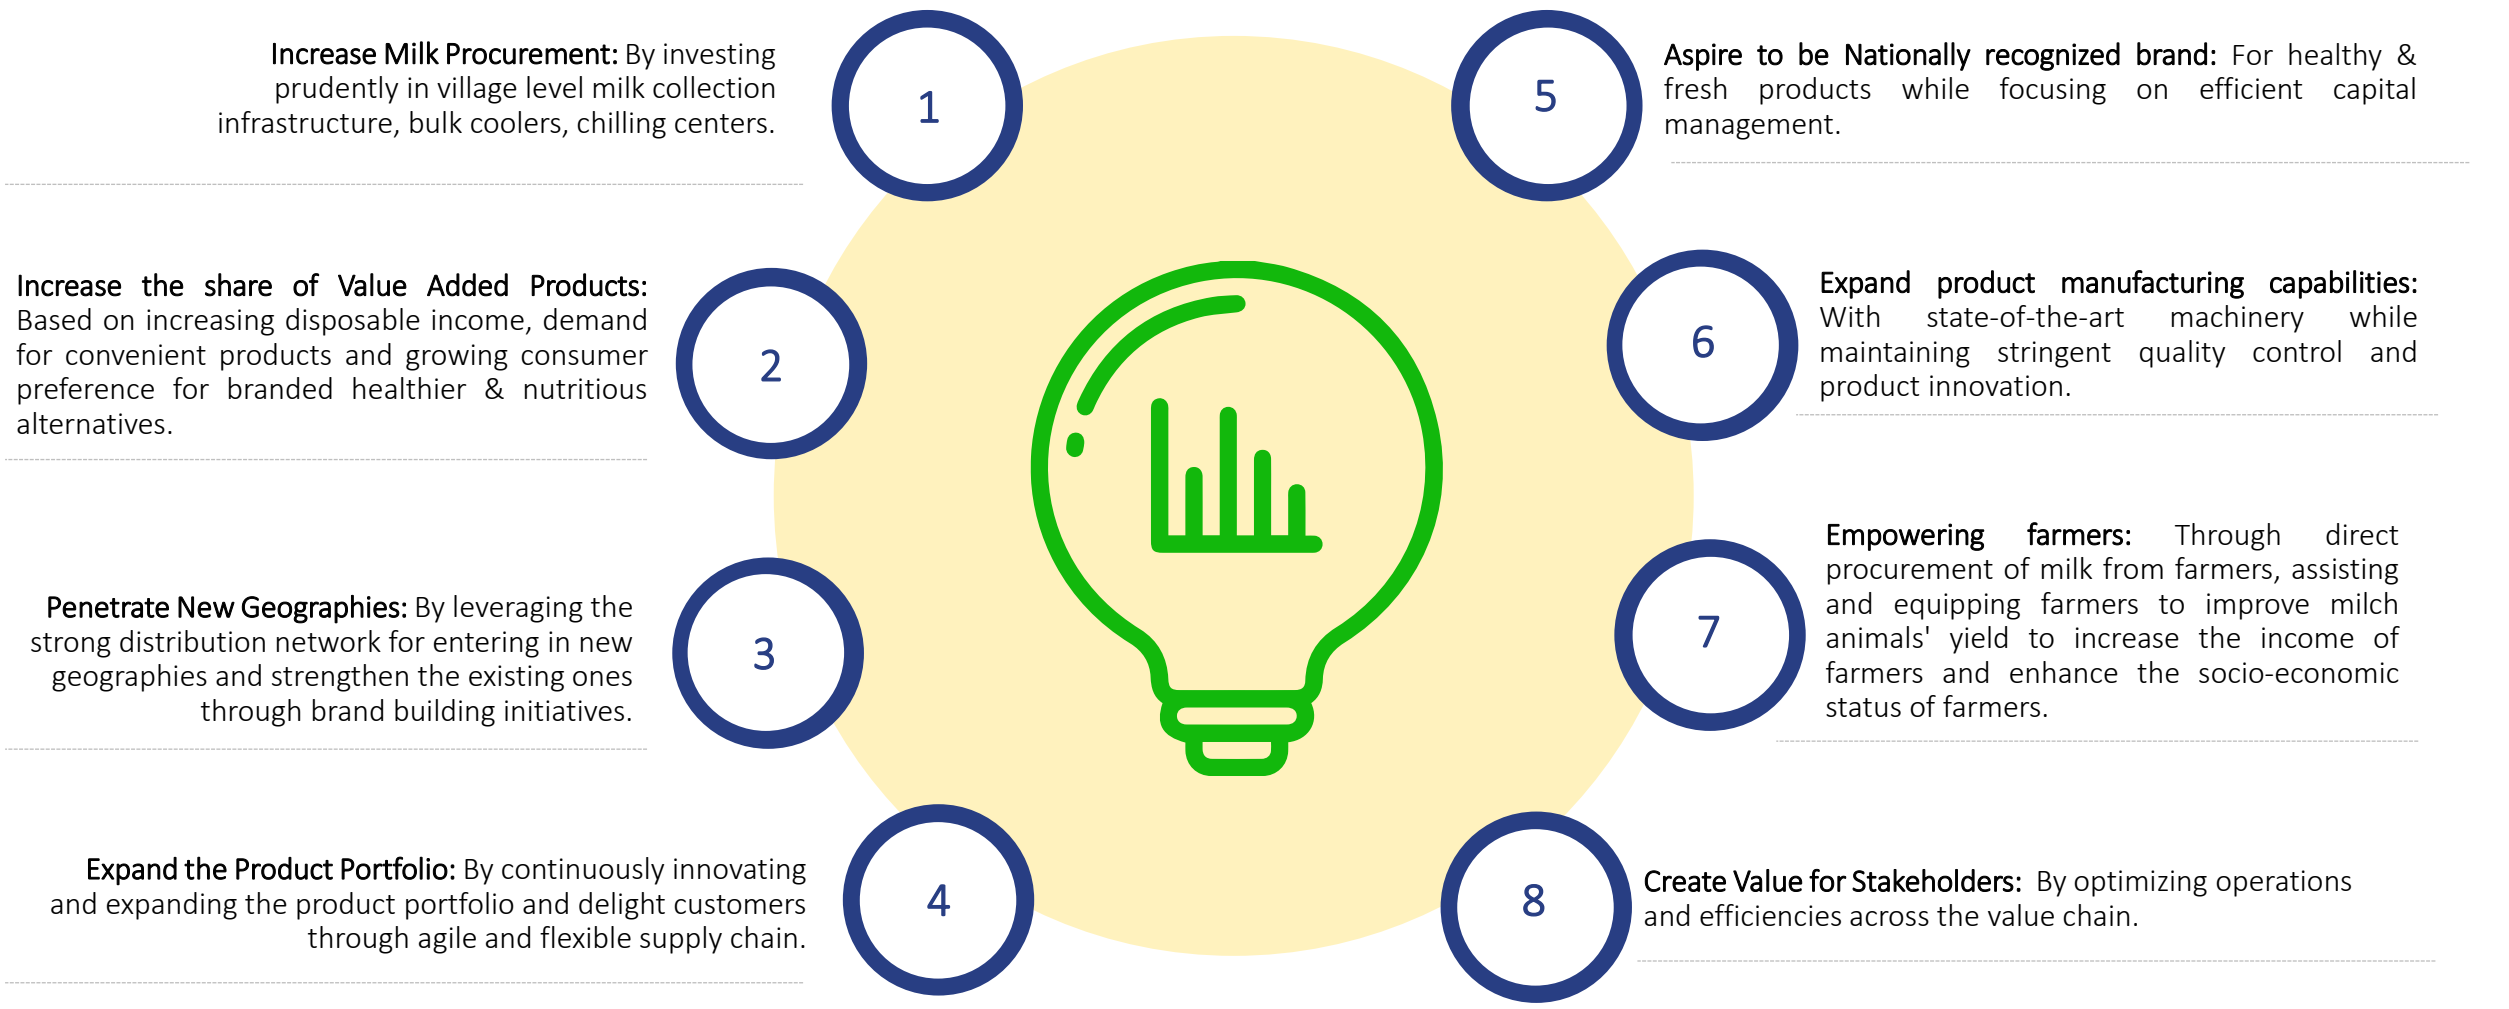 1
Increase Milk Procurement: By investing
prudently in village level milk collection
infrastructure, bulk coolers, chilling centers.
2
Increase the share of Value Added Products:
Based on increasing disposable income, demand
for convenient products and growing consumer
preference for branded healthier & nutritious
alternatives.
3
Penetrate New Geographies: By leveraging the
strong distribution network for entering in new
geographies and strengthen the existing ones
through brand building initiatives.
4
Expand the Product Portfolio: By continuously innovating
and expanding the product portfolio and delight customers
through agile and flexible supply chain.
5
Aspire to be Nationally recognized brand: For healthy &
fresh products while focusing on efficient capital
management.
6
Expand product manufacturing capabilities:
With state-of-the-art machinery while
maintaining stringent quality control and
product innovation.
7
Empowering farmers: Through direct
procurement of milk from farmers, assisting
and equipping farmers to improve milch
animals' yield to increase the income of
farmers and enhance the socio-economic
status of farmers.
8
Create Value for Stakeholders: By optimizing operations
and efficiencies across the value chain.